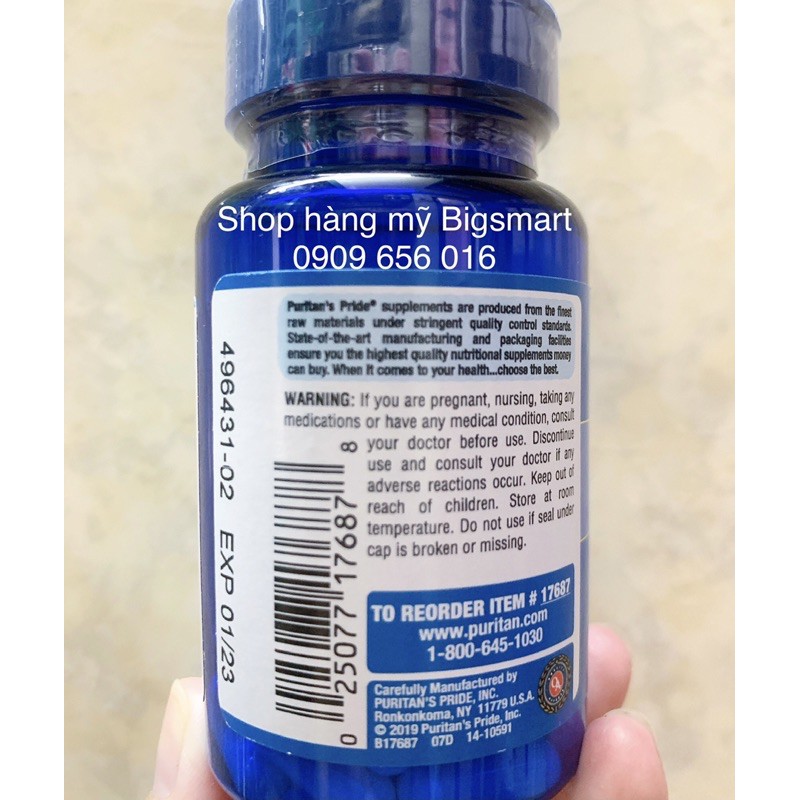 Shop hàng mỹ Bigsmart
0909 656 016
Puritan's Pride® supplements are produced from the finest
raw materials under stringent quality control standards.
State-of-the-art manufacturing and packaging facilities
ensure you the highest quality nutritional supplements money
can buy. When it comes to your health...choose the best.
WARNING: If you are pregnant, nursing, taking any
medications or have any medical condition, consult
your doctor before use. Discontinue
use and consult your doctor if any
adverse reactions occur. Keep out of
reach of children. Store at room
temperature. Do not use if seal under
cap is broken or missing.
496431-02 EXP 01/23
0 25077 17687 8
TO REORDER ITEM # 17687
www.puritan.com
1-800-645-1030
Carefully Manufactured by
PURITAN'S PRIDE, INC.
Ronkonkoma, NY 11779 U.S.A.
© 2019 Puritan's Pride, Inc.
B17687 07D 14-10591